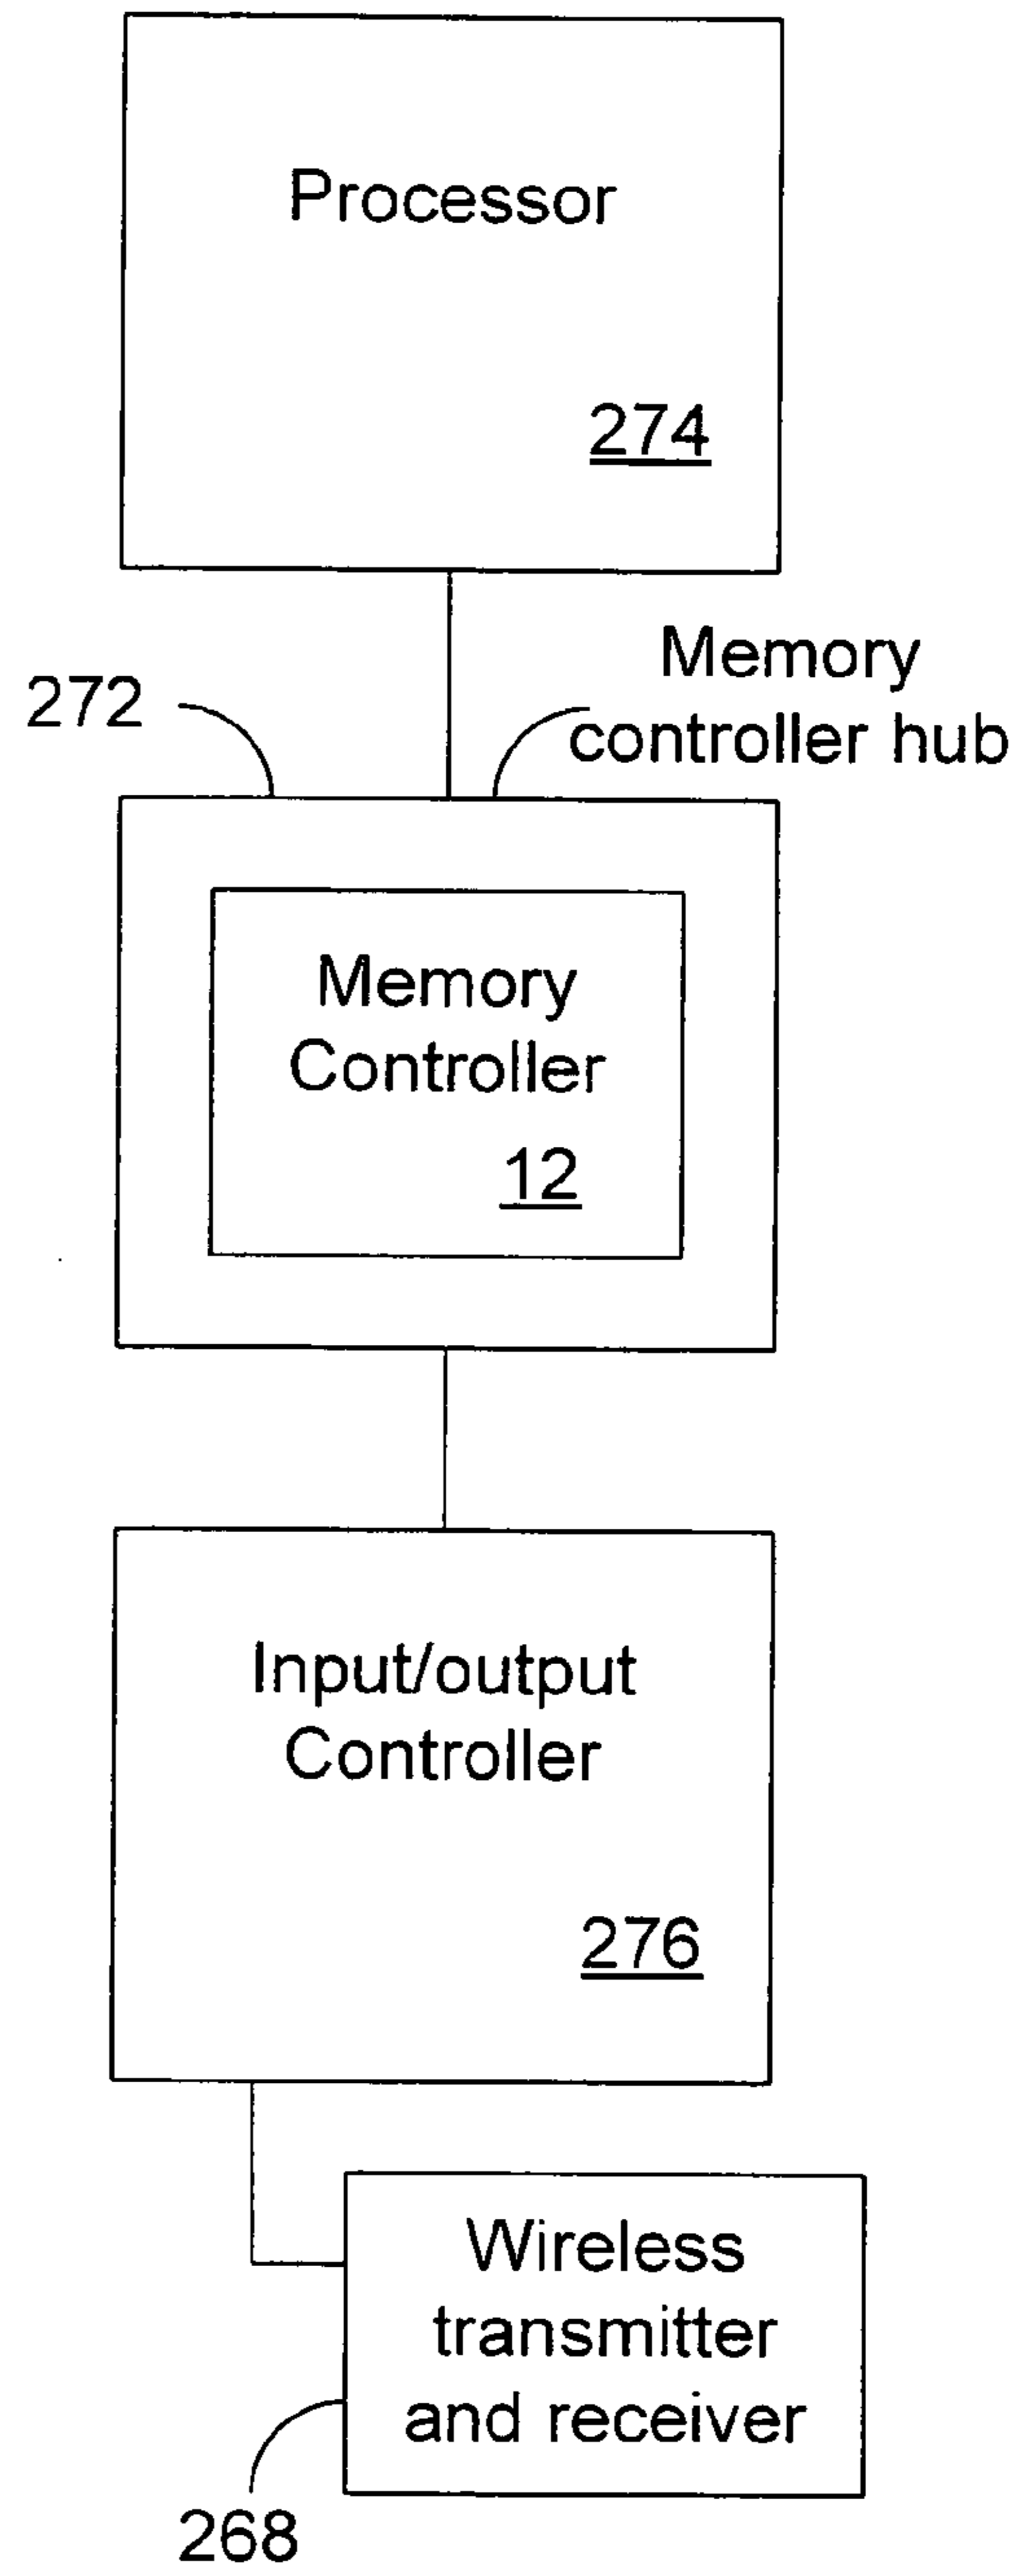 Processor
274
272
Memory
controller hub
Memory
Controller
12
Input/output
Controller
276
Wireless
transmitter
and receiver
268